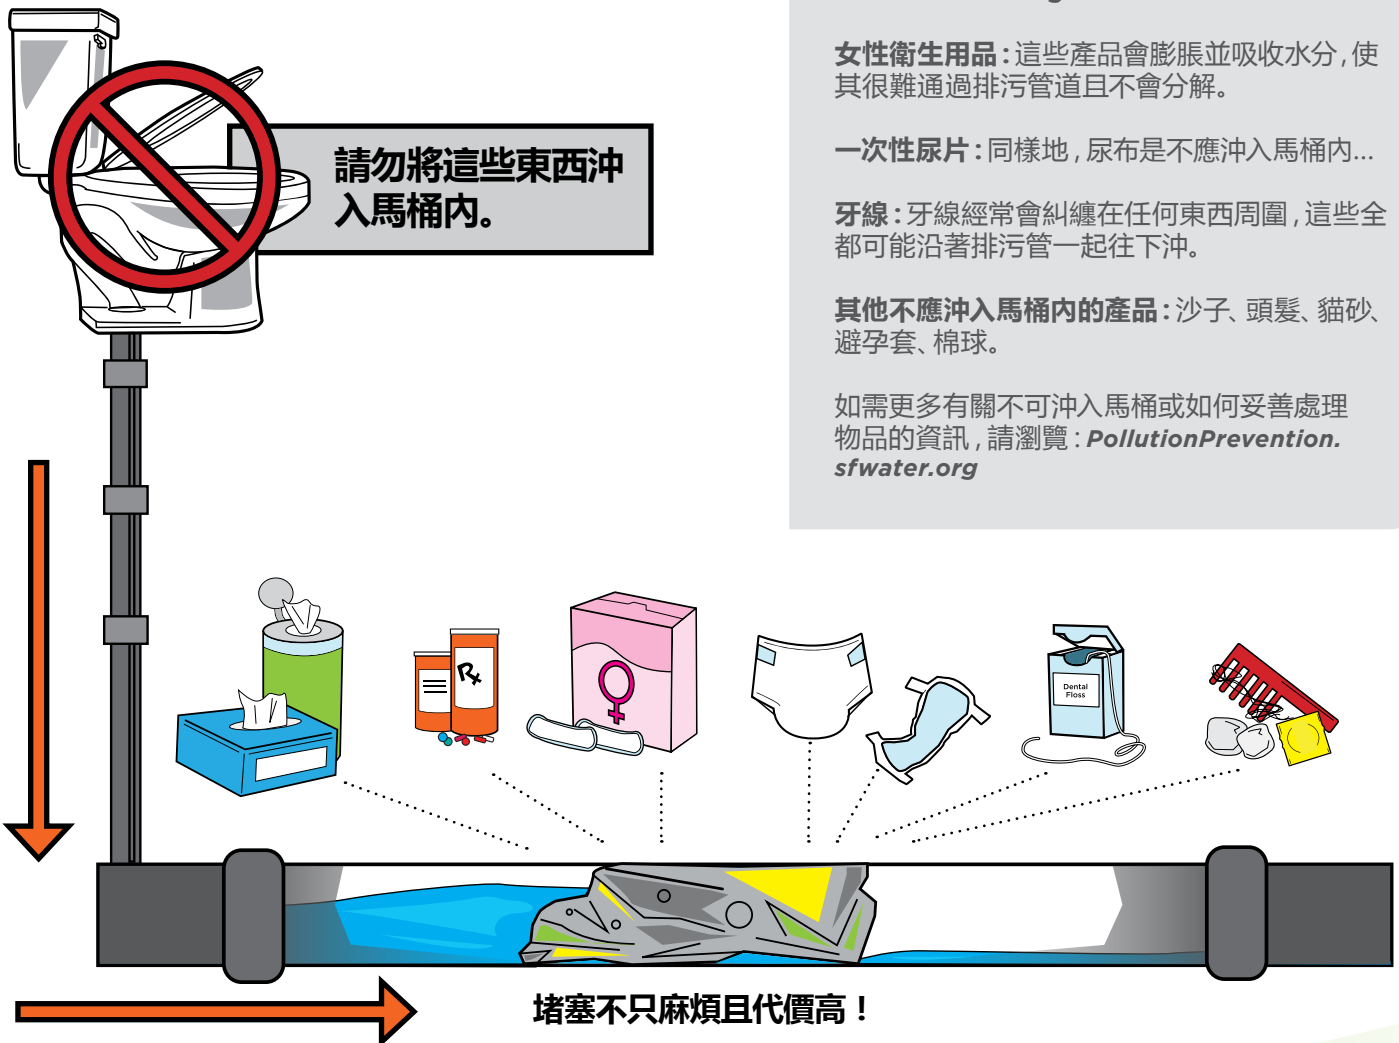 女性衛生用品：這些產品會膨脹並吸收水分，使
其很難通過排污管道且不會分解。
一次性尿片：同樣地，尿布是不應沖入馬桶內...
牙線：牙線經常會糾纏在任何東西周圍，這些全
都可能沿著排污管一起往下沖。
其他不應沖入馬桶內的產品：沙子、頭髮、貓砂、
避孕套、棉球。
如需更多有關不可沖入馬桶或如何妥善處理
物品的資訊，請瀏覽：PollutionPrevention.
sfwater.org
請勿將這些東西沖
入馬桶內。
Rx
Dental
Floss
堵塞不只麻煩且代價高！